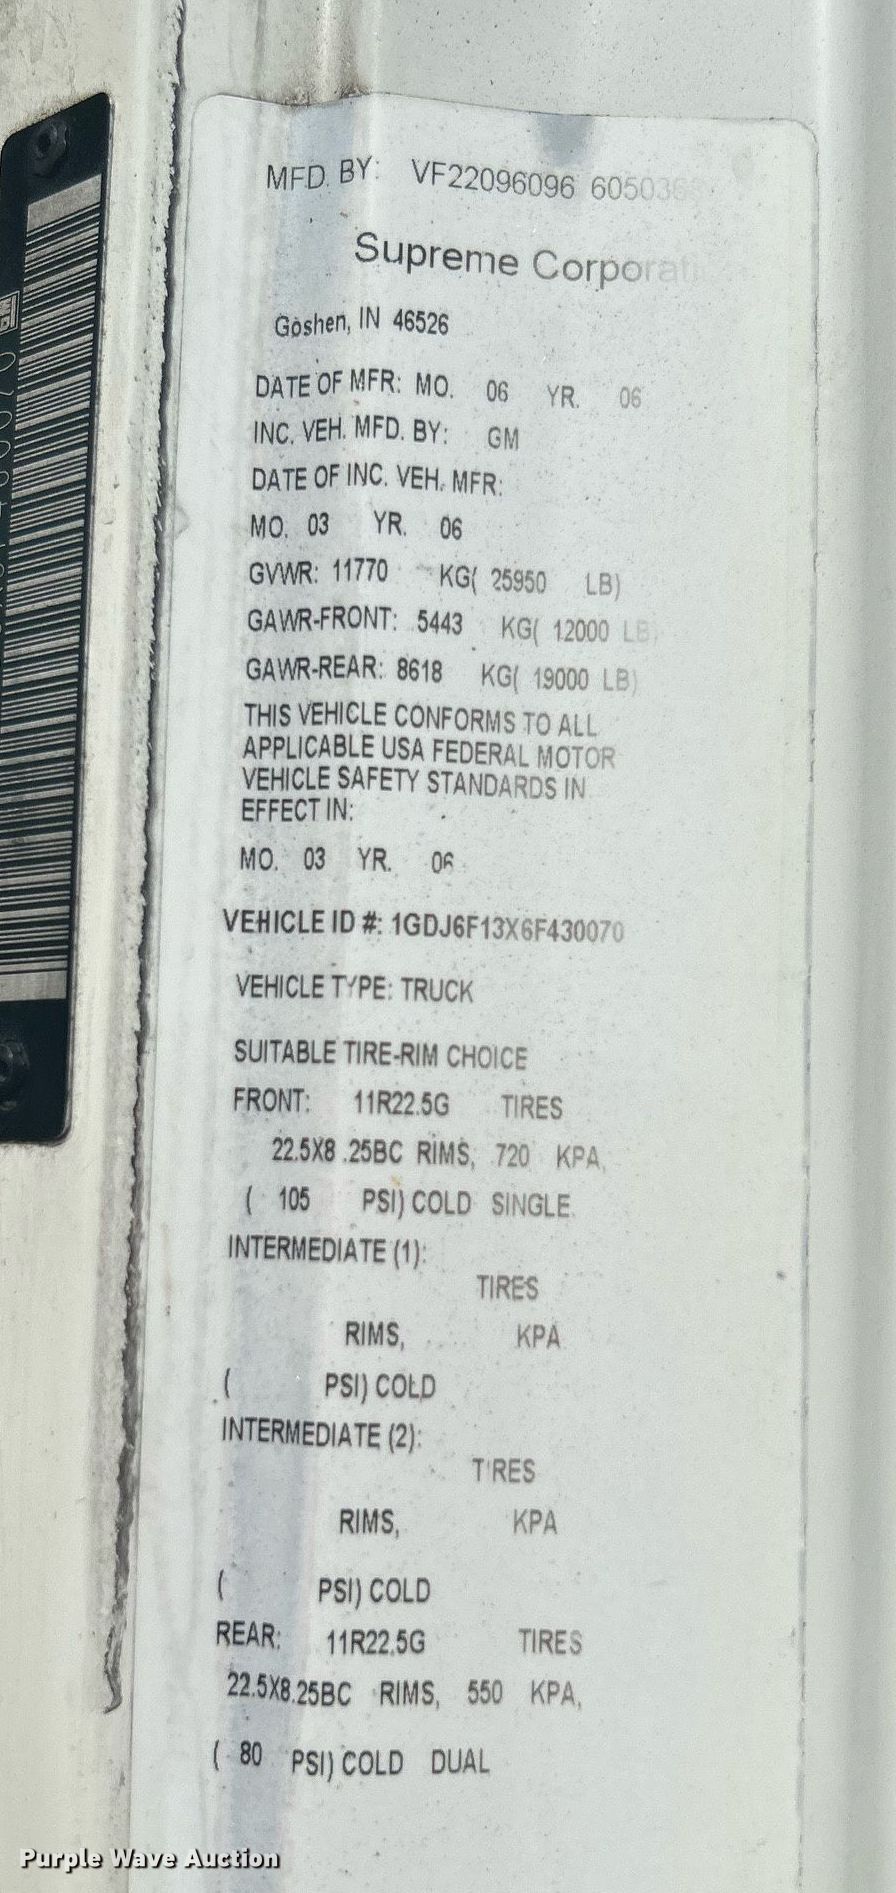 MFD. BY: VF22096096
Supreme
Goshen, IN 46526
DATE OF MFR: MO. 06 YR. 06
INC. VEH. MFD. BY: GM
DATE OF INC. VEH. MFR:
MO. 03 YR. 06
GVWR: 11770 KG( 25950 LB)
GAWR-FRONT: 5443 KG( 12000 LB)
GAWR-REAR: 8618 KG( 19000 LB)
THIS VEHICLE CONFORMS TO ALL
APPLICABLE USA FEDERAL MOTOR
VEHICLE SAFETY STANDARDS IN
EFFECT IN:
MO. 03 YR. 06
VEHICLE ID #: 1GDJ6F13X6F430070
VEHICLE TYPE: TRUCK
SUITABLE TIRE-RIM CHOICE
FRONT: 11R22.5G TIRES
22.5X8 .25BC RIMS, 720 KPA,
( 105 PSI) COLD SINGLE
INTERMEDIATE (1):
TIRES
RIMS, KPA
( PSI) COLD
INTERMEDIATE (2):
TIRES
RIMS, KPA
( PSI) COLD
REAR: 11R22.5G TIRES
22.5X8.25BC RIMS, 550 KPA,
( 80 PSI) COLD DUAL
Purple Wave Auction